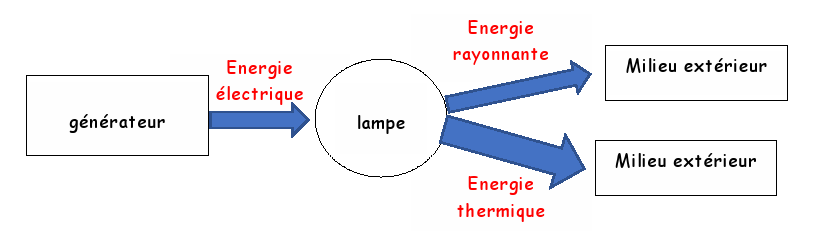 générateur
Energie
électrique
lampe
Energie
rayonnante
Milieu extérieur
Energie
thermique
Milieu extérieur